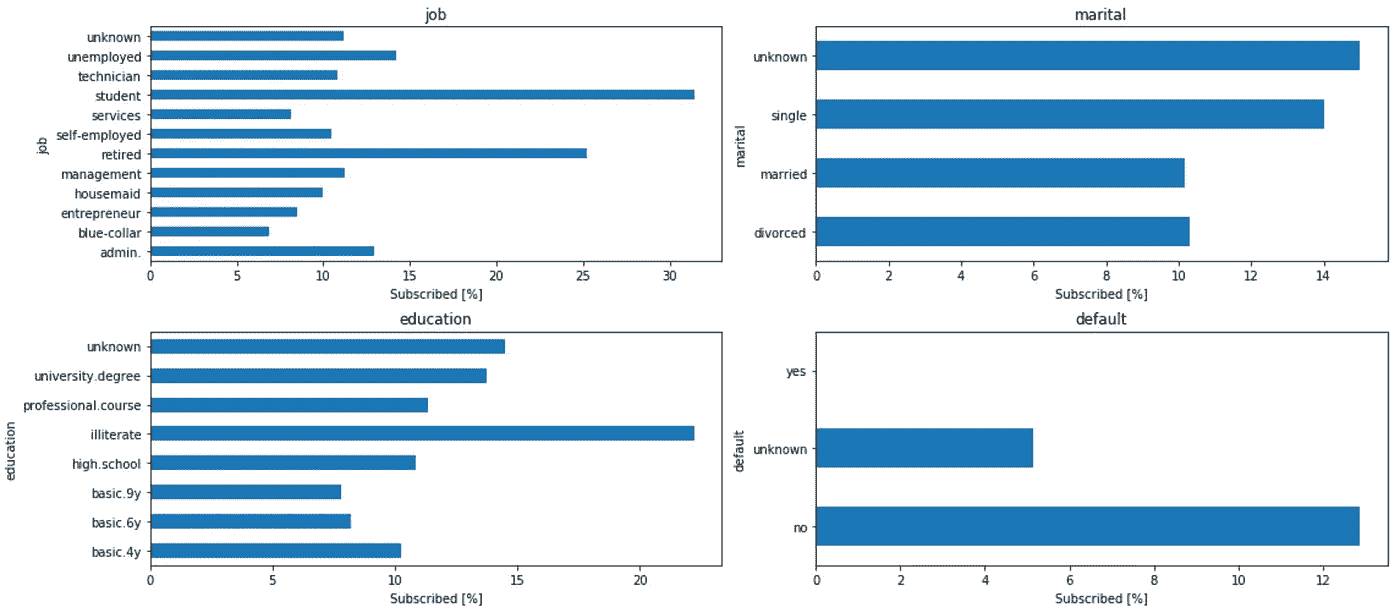 job
unknown
unemployed
technician
student
services
self-employed
retired
management
housemaid
entrepreneur
blue-collar
admin.
job
0 5 10 15 20 25 30
Subscribed [%]
marital
unknown
single
married
divorced
marital
0 2 4 6 8 10 12 14
Subscribed [%]
education
unknown
university.degree
professional.course
illiterate
high.school
basic.9y
basic.6y
basic.4y
education
0 5 10 15 20
Subscribed [%]
default
yes
unknown
no
default
0 2 4 6 8 10 12
Subscribed [%]